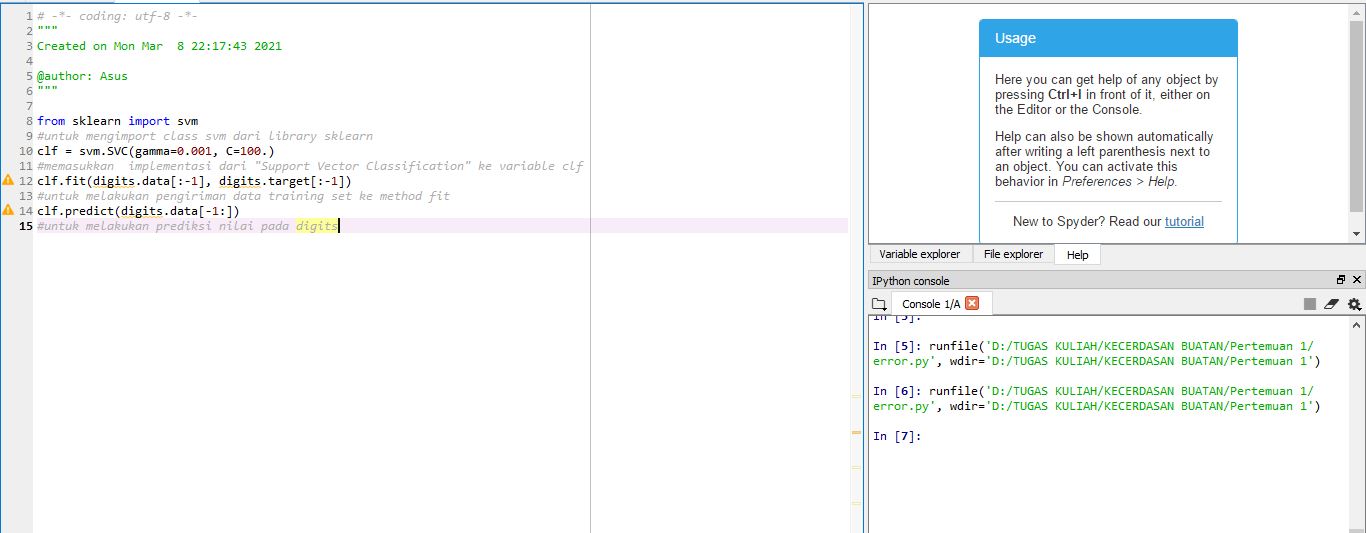 1 # -*- coding: utf-8 -*-
2 """
3 Created on Mon Mar  8 22:17:43 2021
4
5 @author: Asus
6 """
7
8 from sklearn import svm
9 #untuk mengimport class svm dari library sklearn
10 clf = svm.SVC(gamma=0.001, C=100.)
11 #memasukkan  implementasi dari "Support Vector Classification" ke variable clf
12 clf.fit(digits.data[:-1], digits.target[:-1])
13 #untuk melakukan pengiriman data training set ke method fit
14 clf.predict(digits.data[-1:])
15 #untuk melakukan prediksi nilai pada digits
Usage
Here you can get help of any object by
pressing Ctrl+I in front of it, either on
the Editor or the Console.
Help can also be shown automatically
after writing a left parenthesis next to
an object. You can activate this
behavior in Preferences > Help.
New to Spyder? Read our tutorial
Variable explorer File explorer Help
IPython console
Console 1/A
In [5]: runfile('D:/TUGAS KULIAH/KECERDASAN BUATAN/Pertemuan 1/
error.py', wdir='D:/TUGAS KULIAH/KECERDASAN BUATAN/Pertemuan 1')
In [6]: runfile('D:/TUGAS KULIAH/KECERDASAN BUATAN/Pertemuan 1/
error.py', wdir='D:/TUGAS KULIAH/KECERDASAN BUATAN/Pertemuan 1')
In [7]: